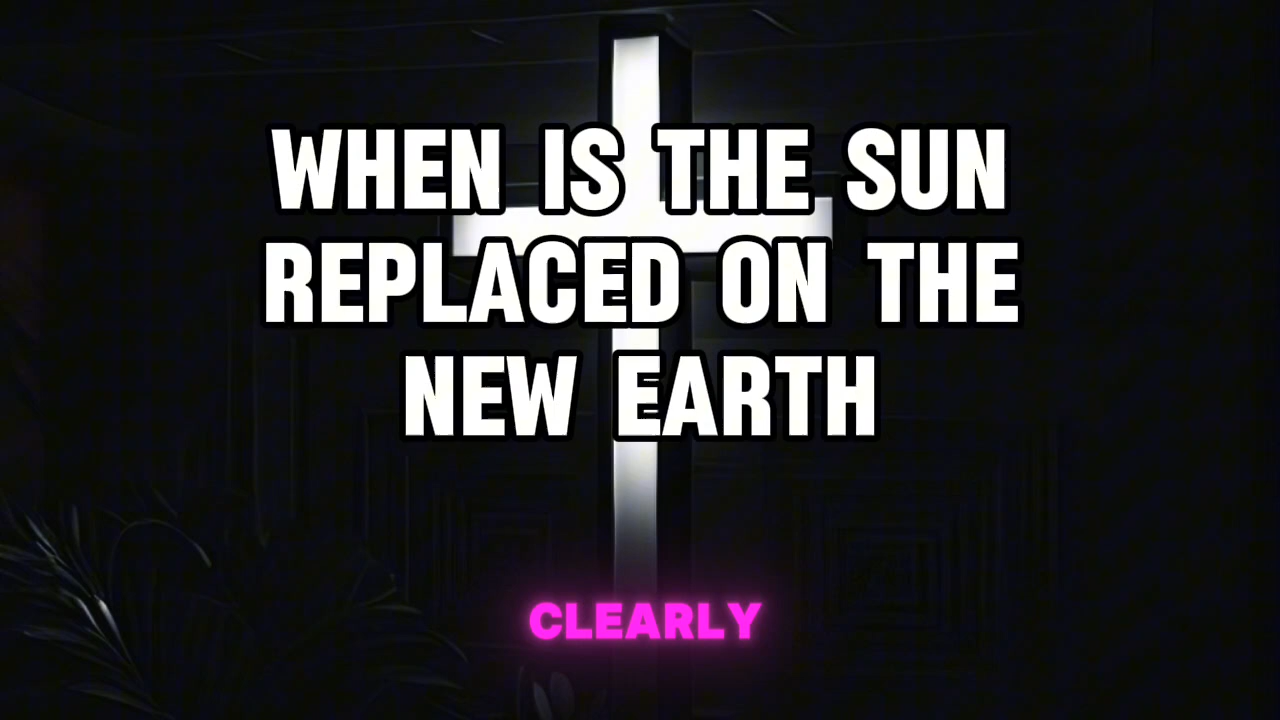 WHEN IS THE SUN
REPLACED ON THE
NEW EARTH
CLEARLY